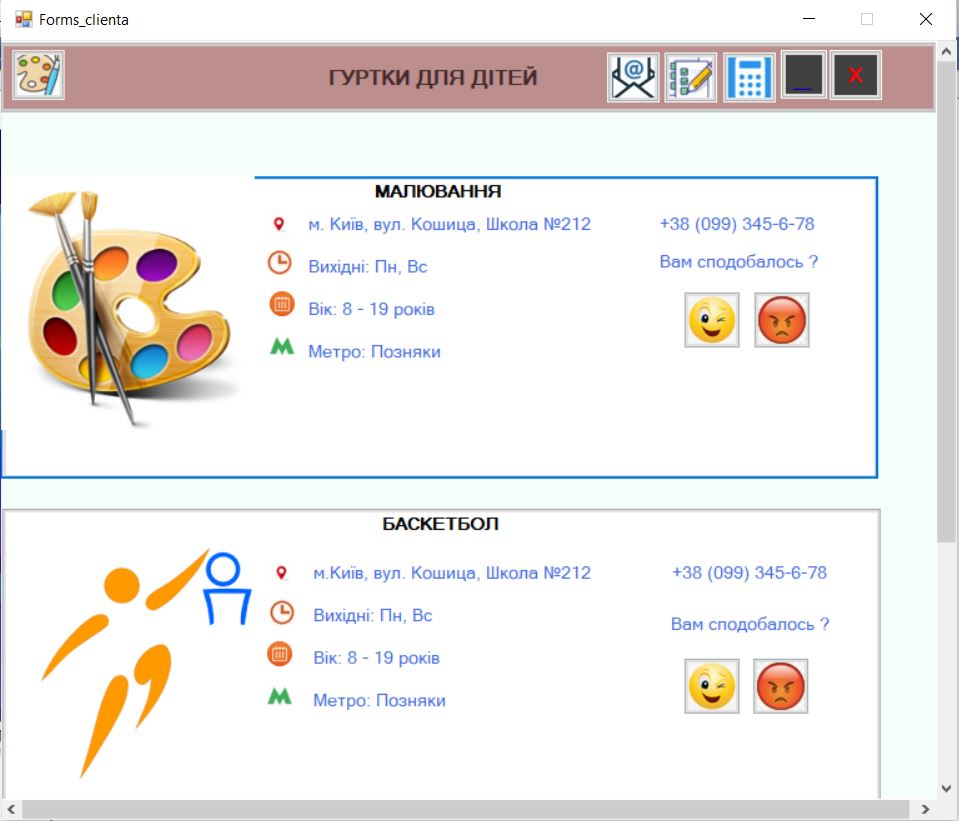 Forms_clienta
ГУРТКИ ДЛЯ ДІТЕЙ
@
_
X
МАЛЮВАННЯ
м. Київ, вул. Кошица, Школа №212
+38 (099) 345-6-78
Вихідні: Пн, Вс
Вам сподобалось ?
Вік: 8 - 19 років
Метро: Позняки
БАСКЕТБОЛ
м.Київ, вул. Кошица, Школа №212
+38 (099) 345-6-78
Вихідні: Пн, Вс
Вам сподобалось ?
Вік: 8 - 19 років
Метро: Позняки